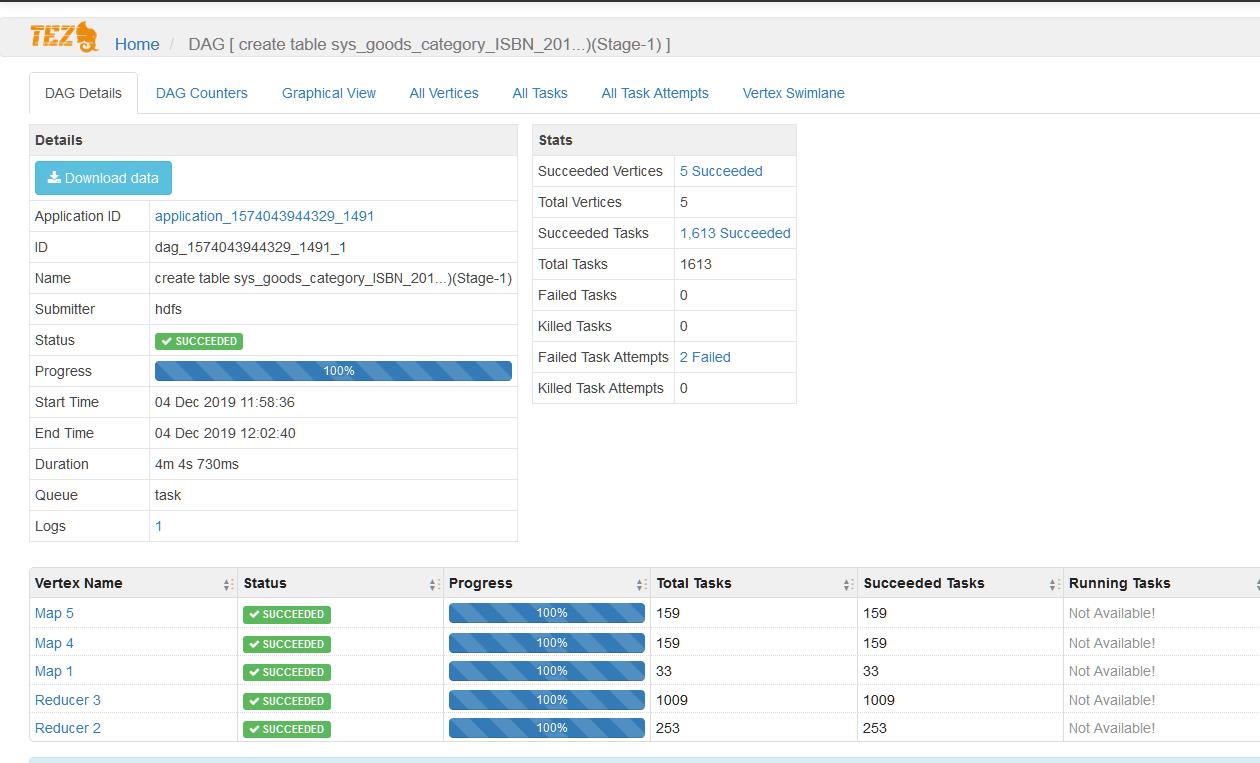 TEZ Home / DAG [ create table sys_goods_category_ISBN_201...)(Stage-1) ]
DAG Details DAG Counters Graphical View All Vertices All Tasks All Task Attempts Vertex Swimlane
Details
Download data
Application ID application_1574043944329_1491
ID dag_1574043944329_1491_1
Name create table sys_goods_category_ISBN_201...)(Stage-1)
Submitter hdfs
Status SUCCEEDED
Progress 100%
Start Time 04 Dec 2019 11:58:36
End Time 04 Dec 2019 12:02:40
Duration 4m 4s 730ms
Queue task
Logs 1
Stats
Succeeded Vertices 5 Succeeded
Total Vertices 5
Succeeded Tasks 1,613 Succeeded
Total Tasks 1613
Failed Tasks 0
Killed Tasks 0
Failed Task Attempts 2 Failed
Killed Task Attempts 0
Vertex Name Status Progress Total Tasks Succeeded Tasks Running Tasks
Map 5 SUCCEEDED 100% 159 159 Not Available!
Map 4 SUCCEEDED 100% 159 159 Not Available!
Map 1 SUCCEEDED 100% 33 33 Not Available!
Reducer 3 SUCCEEDED 100% 1009 1009 Not Available!
Reducer 2 SUCCEEDED 100% 253 253 Not Available!